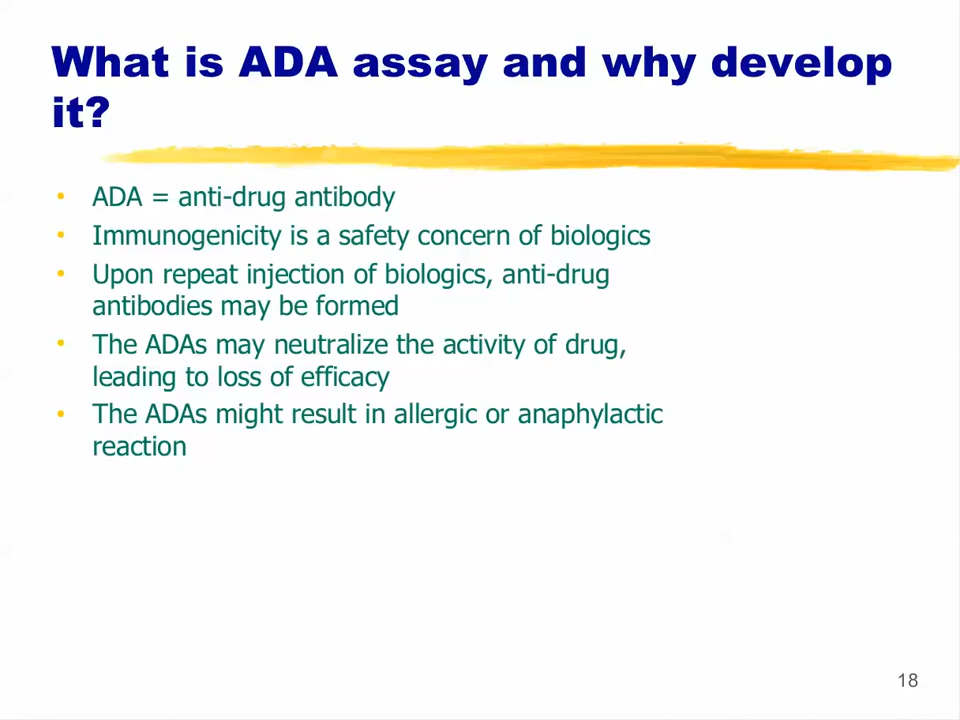 What is ADA assay and why develop
it?
• ADA = anti-drug antibody
• Immunogenicity is a safety concern of biologics
• Upon repeat injection of biologics, anti-drug
antibodies may be formed
• The ADAs may neutralize the activity of drug,
leading to loss of efficacy
• The ADAs might result in allergic or anaphylactic
reaction
18